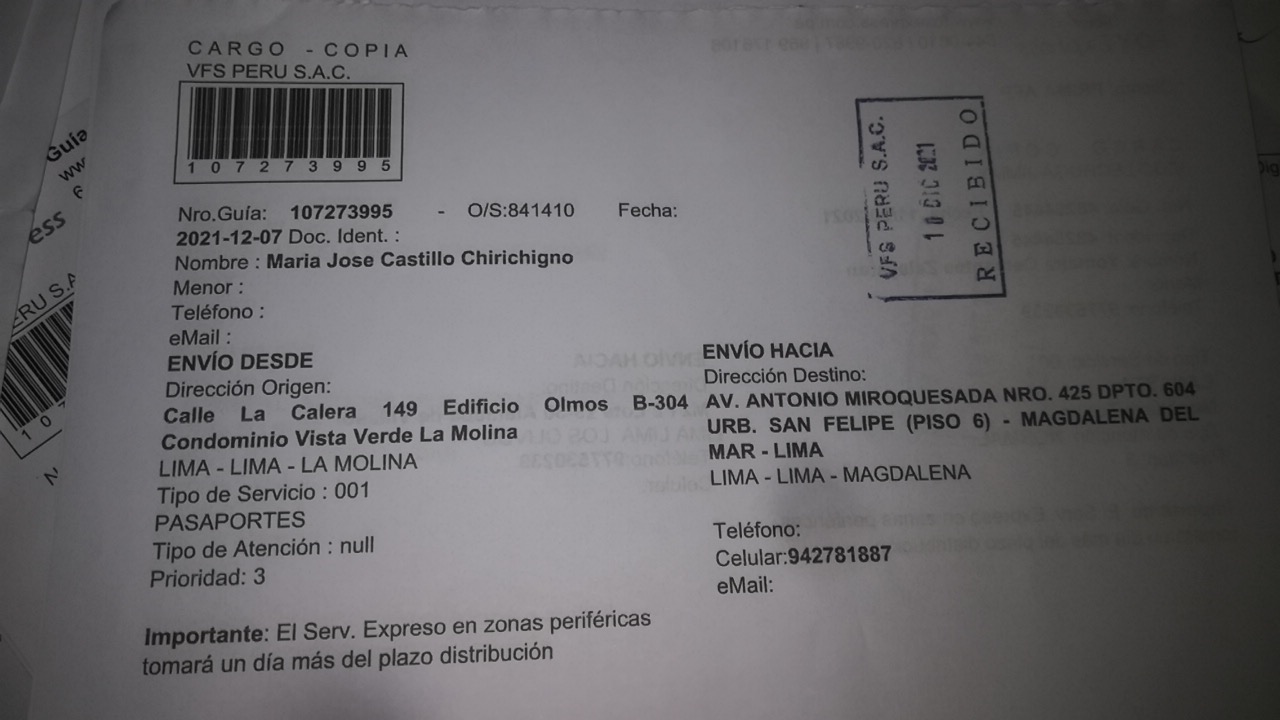 CARGO - COPIA
VFS PERU S.A.C.
107273995
Nro.Guía: 107273995 - O/S:841410 Fecha:
2021-12-07 Doc. Ident. :
Nombre : Maria Jose Castillo Chirichigno
Menor :
Teléfono :
eMail :
ENVÍO DESDE
Dirección Origen:
Calle La Calera 149 Edificio Olmos B-304
Condominio Vista Verde La Molina
LIMA - LIMA - LA MOLINA
Tipo de Servicio : 001
PASAPORTES
Tipo de Atención : null
Prioridad: 3
ENVÍO HACIA
Dirección Destino:
AV. ANTONIO MIROQUESADA NRO. 425 DPTO. 604
URB. SAN FELIPE (PISO 6) - MAGDALENA DEL
MAR - LIMA
LIMA - LIMA - MAGDALENA
Teléfono:
Celular:942781887
eMail:
Importante: El Serv. Expreso en zonas periféricas
tomará un día más del plazo distribución
VFS PERU S.A.C.
10 DIC 2021
RECIBIDO
Guía
ww
ess
ERU S.A
107